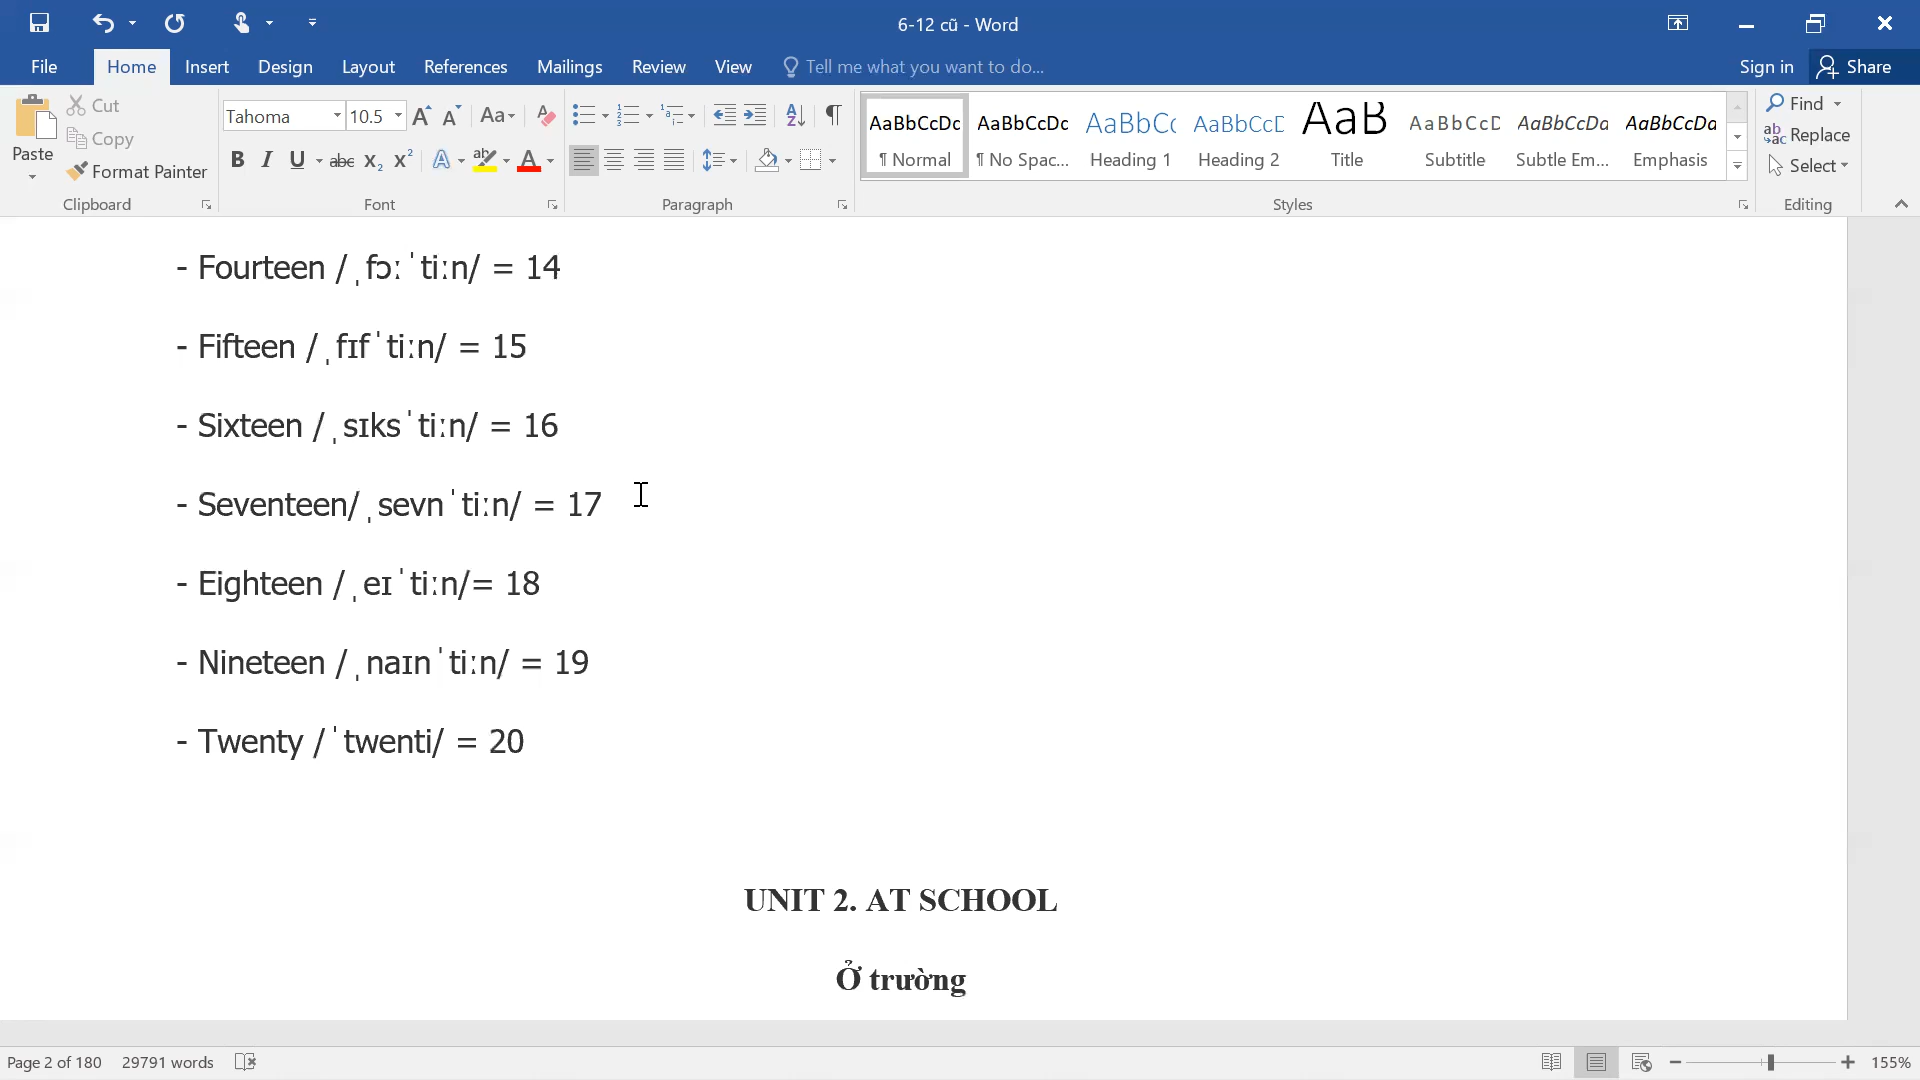 6-12 cũ - Word
File Home Insert Design Layout References Mailings Review View Tell me what you want to do... Sign in Share
Paste Cut Copy Format Painter Clipboard
Tahoma 10.5 Font
Paragraph
AaBbCcDc AaBbCcDc AaBbCc AaBbCcD AaB AaBbCcD AaBbCcDa AaBbCcDa
¶ Normal ¶ No Spac... Heading 1 Heading 2 Title Subtitle Subtle Em... Emphasis
Styles
Find Replace Select Editing
- Fourteen /ˌfɔːˈtiːn/ = 14
- Fifteen /ˌfɪfˈtiːn/ = 15
- Sixteen /ˌsɪksˈtiːn/ = 16
- Seventeen/ˌsevnˈtiːn/ = 17
- Eighteen /ˌeɪˈtiːn/= 18
- Nineteen /ˌnaɪnˈtiːn/ = 19
- Twenty /ˈtwenti/ = 20
UNIT 2. AT SCHOOL
Ở trường
Page 2 of 180 29791 words 155%